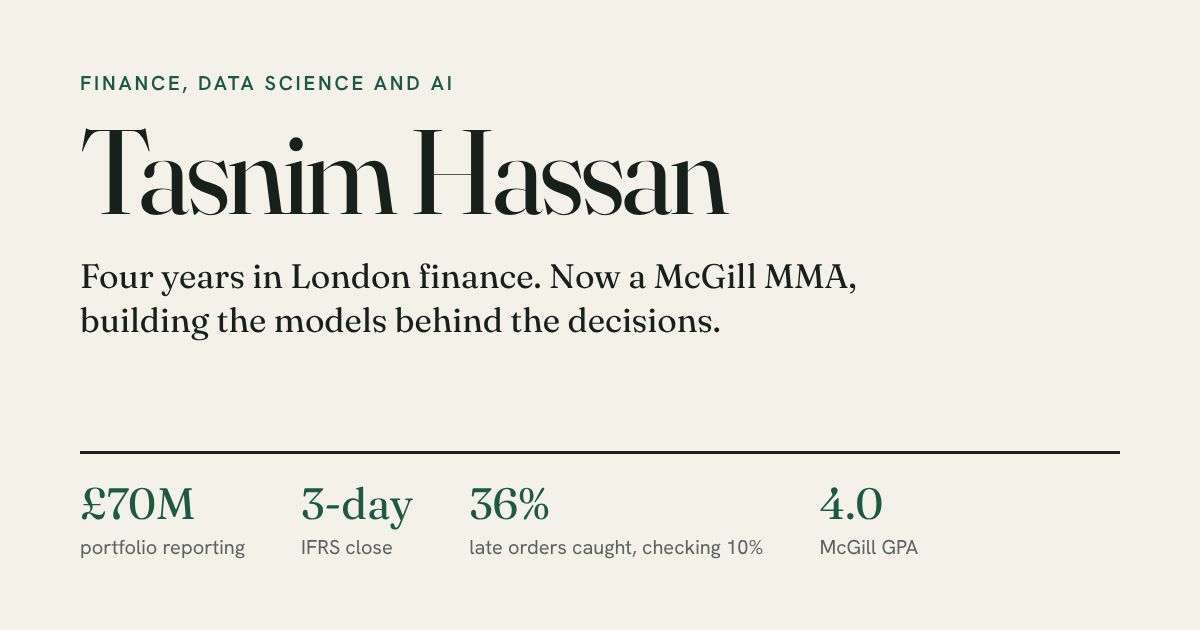 FINANCE, DATA SCIENCE AND AI
Tasnim Hassan
Four years in London finance. Now a McGill MMA,
building the models behind the decisions.
£70M
portfolio reporting
3-day
IFRS close
36%
late orders caught, checking 10%
4.0
McGill GPA